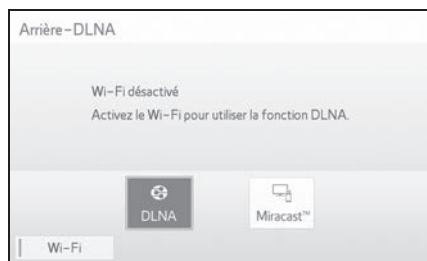 Arrière-DLNA
Wi-Fi désactivé
Activez le Wi-Fi pour utiliser la fonction DLNA.
DLNA
Miracast™
Wi-Fi